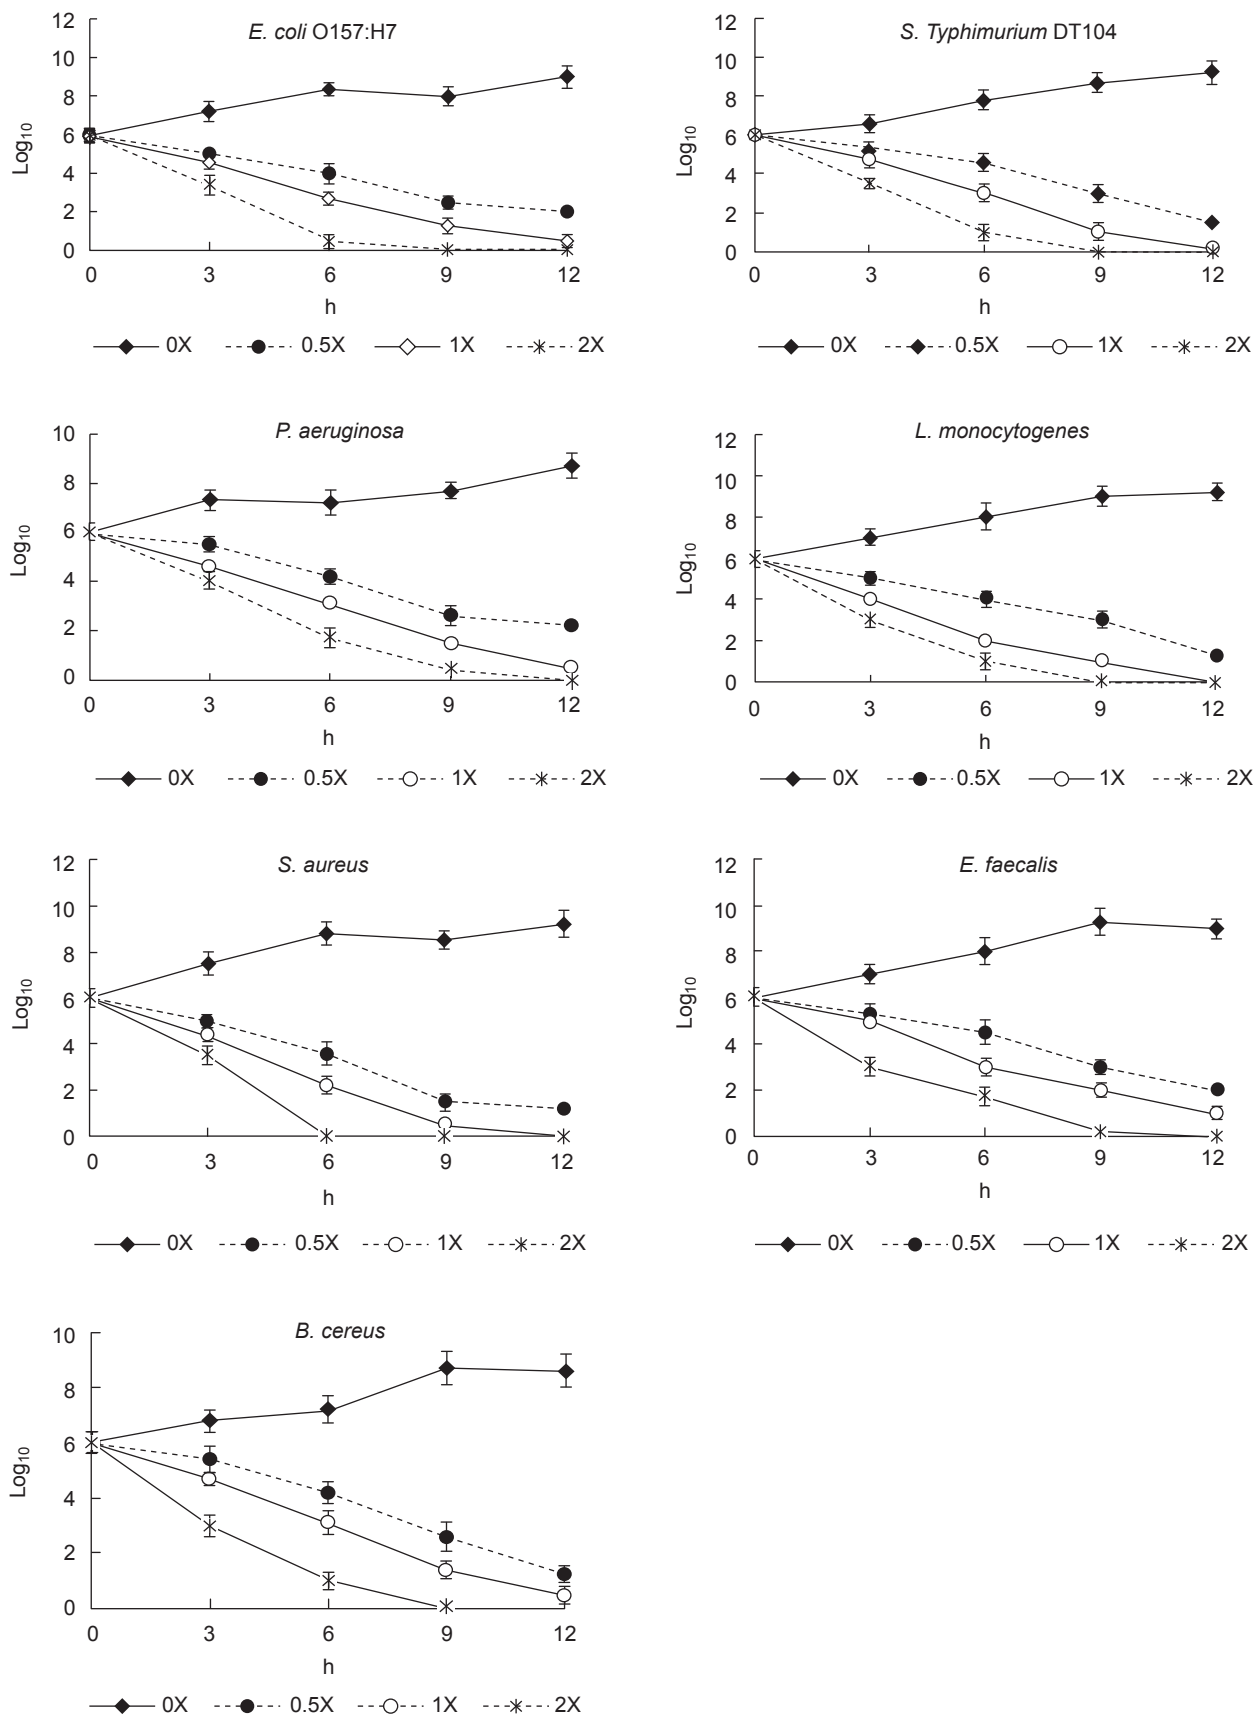 E. coli O157:H7
12
10
8
6
4
2
0
Log10
0 3 6 9 12
h
0X 0.5X 1X 2X
S. Typhimurium DT104
12
10
8
6
4
2
0
Log10
0 3 6 9 12
h
0X 0.5X 1X 2X
P. aeruginosa
10
8
6
4
2
0
Log10
0 3 6 9 12
h
0X 0.5X 1X 2X
L. monocytogenes
12
10
8
6
4
2
0
Log10
0 3 6 9 12
h
0X 0.5X 1X 2X
S. aureus
12
10
8
6
4
2
0
Log10
0 3 6 9 12
h
0X 0.5X 1X 2X
E. faecalis
12
10
8
6
4
2
0
Log10
0 3 6 9 12
h
0X 0.5X 1X 2X
B. cereus
10
8
6
4
2
0
Log10
0 3 6 9 12
h
0X 0.5X 1X 2X